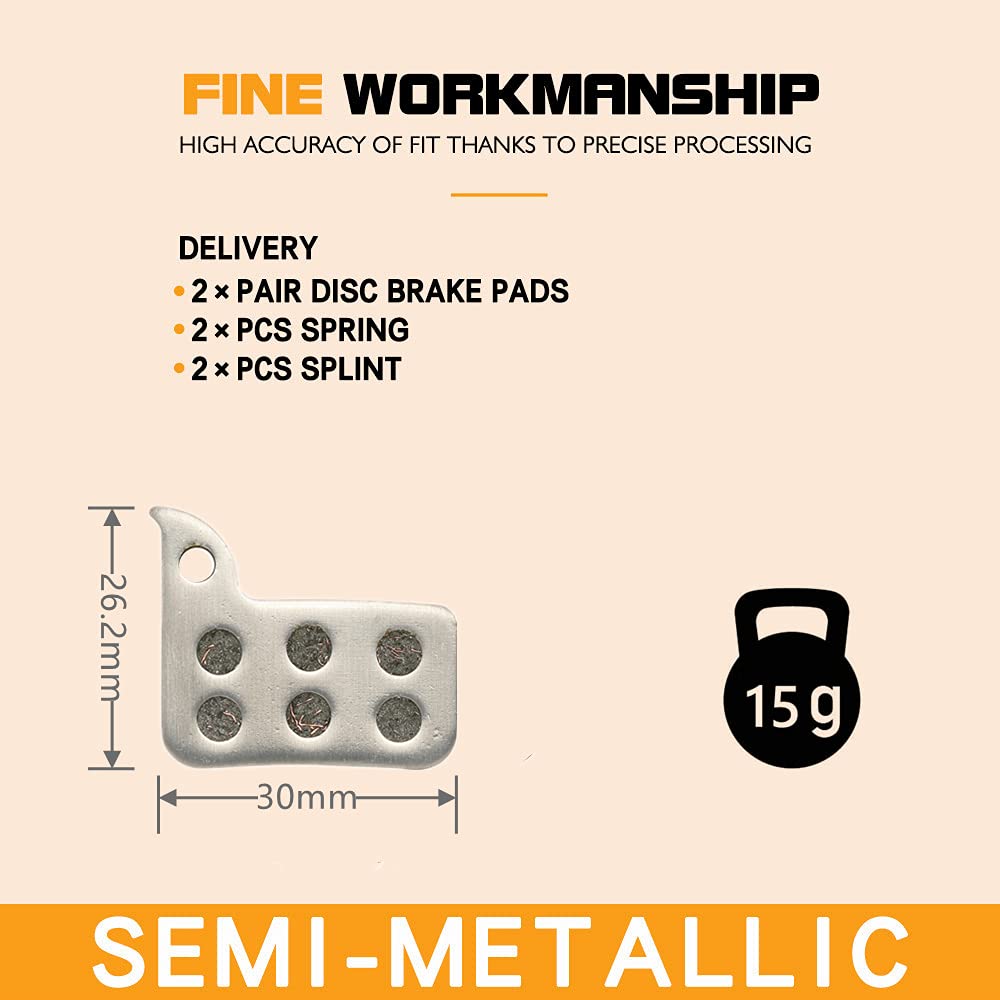 FINE WORKMANSHIP
HIGH ACCURACY OF FIT THANKS TO PRECISE PROCESSING
DELIVERY
• 2 × PAIR DISC BRAKE PADS
• 2 × PCS SPRING
• 2 × PCS SPLINT
26.2mm
15g
30mm
SEMI-METALLIC